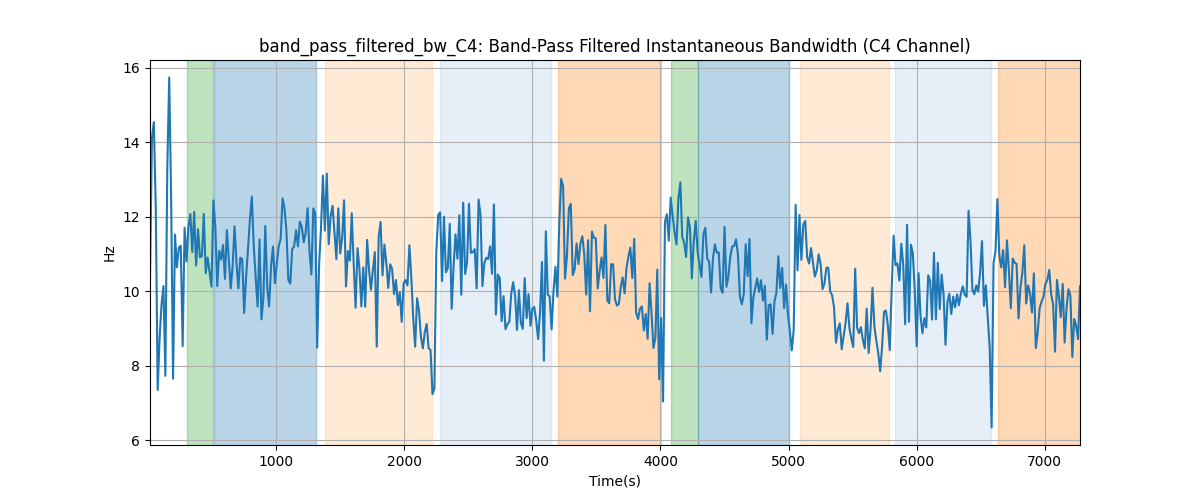 band_pass_filtered_bw_C4: Band-Pass Filtered Instantaneous Bandwidth (C4 Channel)
16
14
12
10
8
6
Hz
1000 2000 3000 4000 5000 6000 7000
Time(s)